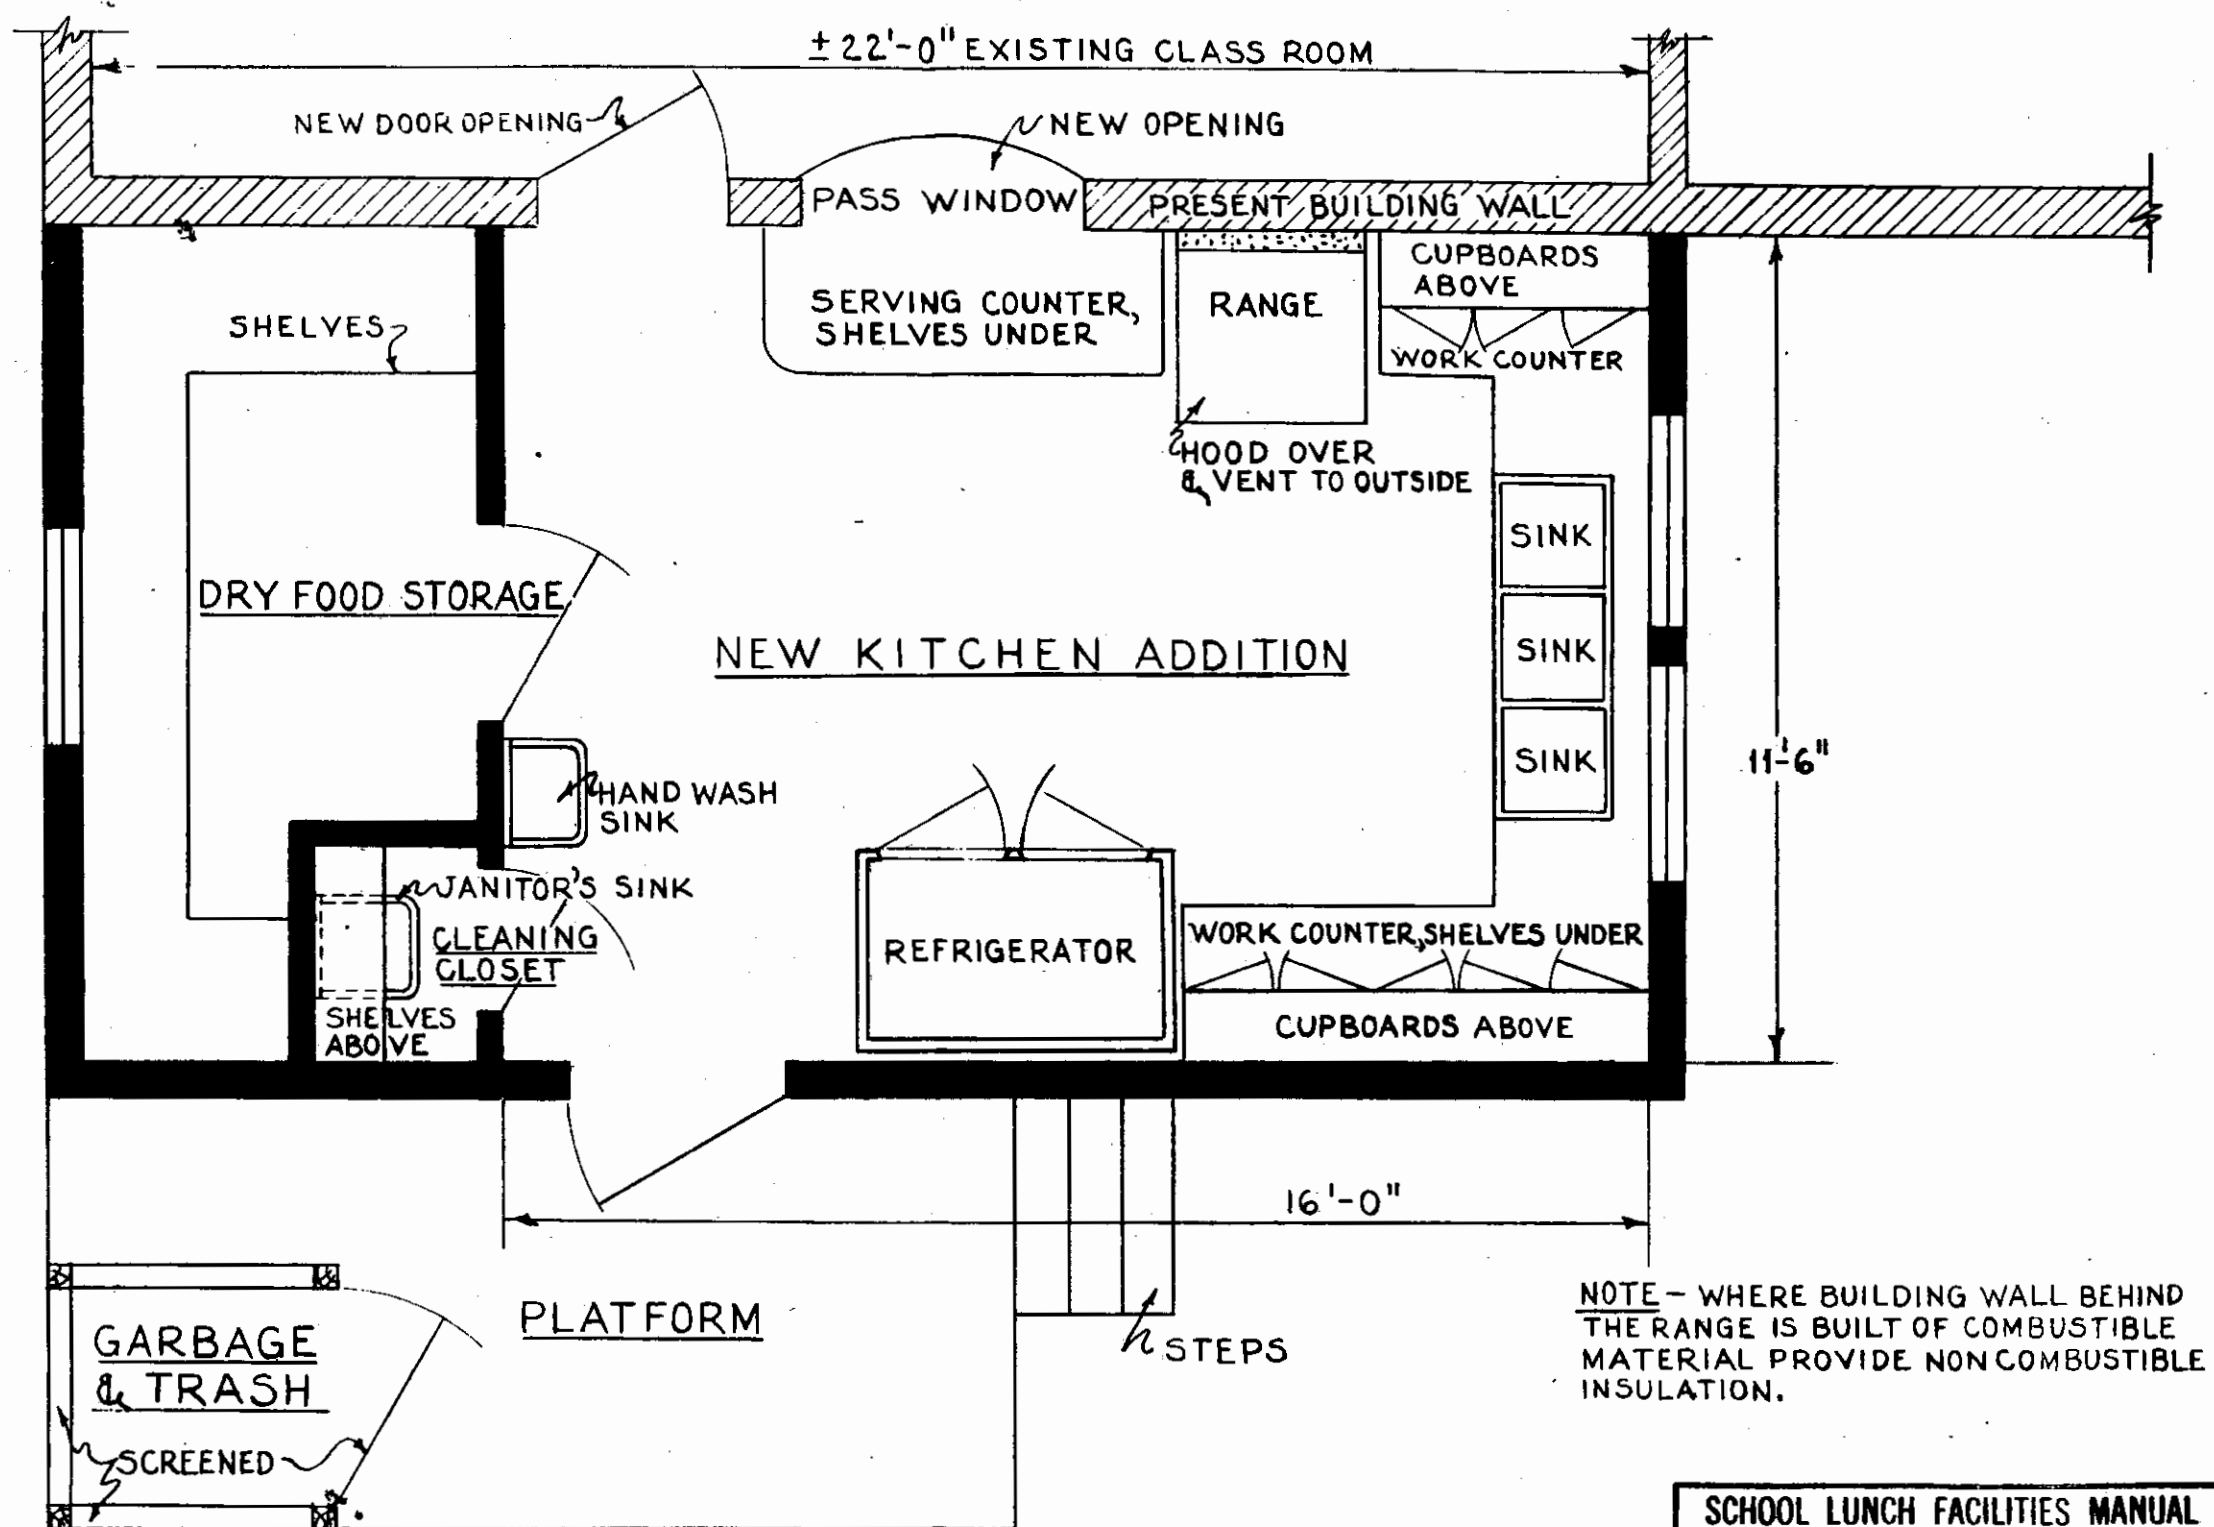 ± 22'-0" EXISTING CLASS ROOM
NEW DOOR OPENING
NEW OPENING
PASS WINDOW
PRESENT BUILDING WALL
CUPBOARDS
ABOVE
SERVING COUNTER,
SHELVES UNDER
RANGE
SHELVES
WORK COUNTER
HOOD OVER
& VENT TO OUTSIDE
SINK
DRY FOOD STORAGE
NEW KITCHEN ADDITION
SINK
SINK
11'-6"
HAND WASH
SINK
JANITOR'S SINK
CLEANING
CLOSET
REFRIGERATOR
WORK COUNTER, SHELVES UNDER
SHELVES
ABOVE
CUPBOARDS ABOVE
16'-0"
PLATFORM
STEPS
GARBAGE
& TRASH
SCREENED
NOTE - WHERE BUILDING WALL BEHIND
THE RANGE IS BUILT OF COMBUSTIBLE
MATERIAL PROVIDE NONCOMBUSTIBLE
INSULATION.
SCHOOL LUNCH FACILITIES MANUAL